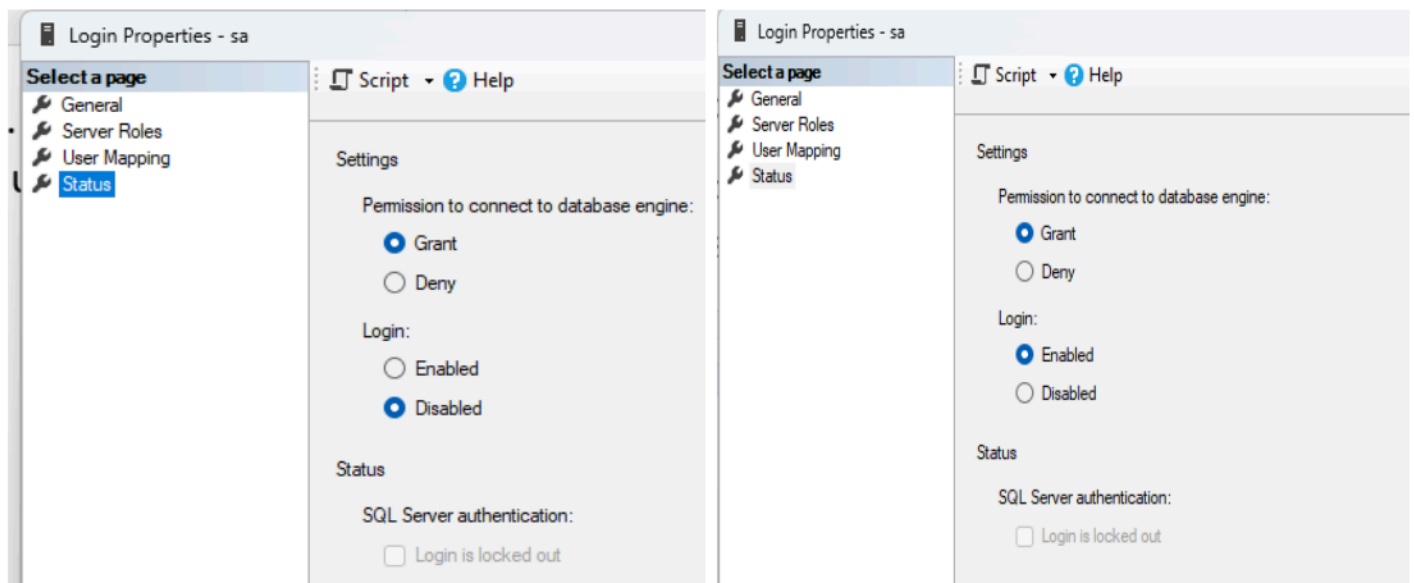 Login Properties - sa
Select a page
General
Server Roles
User Mapping
Status
Script
Help
Settings
Permission to connect to database engine:
Grant
Deny
Login:
Enabled
Disabled
Status
SQL Server authentication:
Login is locked out
Login Properties - sa
Select a page
General
Server Roles
User Mapping
Status
Script
Help
Settings
Permission to connect to database engine:
Grant
Deny
Login:
Enabled
Disabled
Status
SQL Server authentication:
Login is locked out